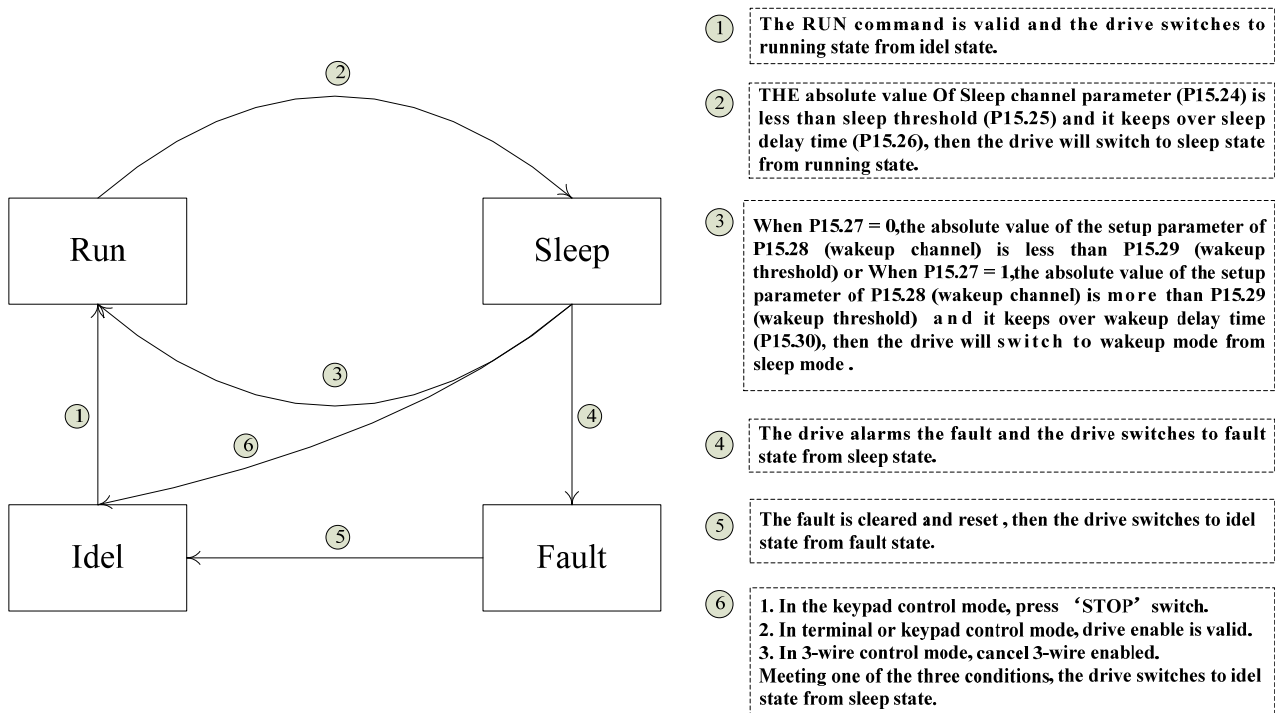 2
Run
Sleep
3
1
6
4
Idel
5
Fault
1
The RUN command is valid and the drive switches to
running state from idel state.
2
THE absolute value Of Sleep channel parameter (P15.24) is
less than sleep threshold (P15.25) and it keeps over sleep
delay time (P15.26), then the drive will switch to sleep state
from running state.
3
When P15.27 = 0,the absolute value of the setup parameter of
P15.28 (wakeup channel) is less than P15.29 (wakeup
threshold) or When P15.27 = 1,the absolute value of the setup
parameter of P15.28 (wakeup channel) is more than P15.29
(wakeup threshold) and it keeps over wakeup delay time
(P15.30), then the drive will switch to wakeup mode from
sleep mode .
4
The drive alarms the fault and the drive switches to fault
state from sleep state.
5
The fault is cleared and reset , then the drive switches to idel
state from fault state.
6
1. In the keypad control mode, press ‘STOP’ switch.
2. In terminal or keypad control mode, drive enable is valid.
3. In 3-wire control mode, cancel 3-wire enabled.
Meeting one of the three conditions, the drive switches to idel
state from sleep state.